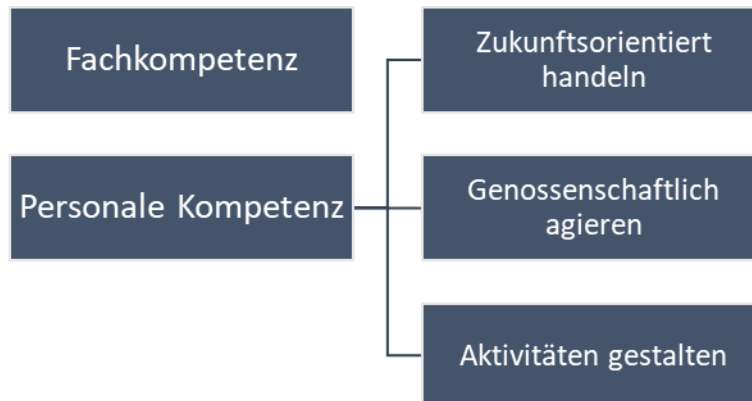 Fachkompetenz
Personale Kompetenz
Zukunftsorientiert
handeln
Genossenschaftlich
agieren
Aktivitäten gestalten